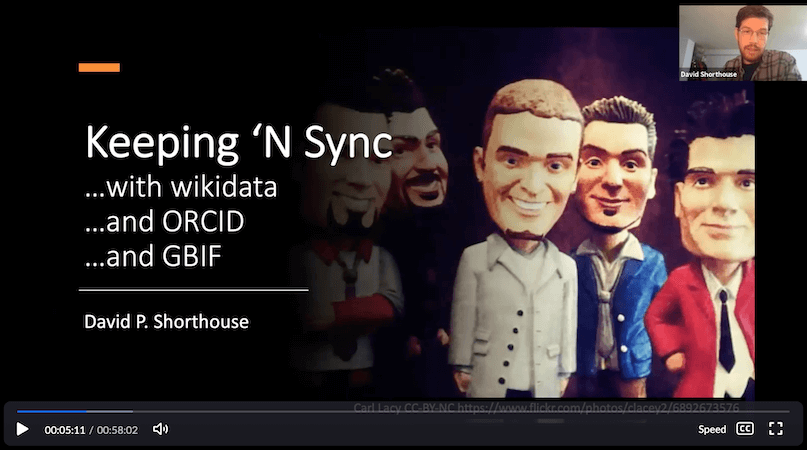 David Shorthouse
Keeping ‘N Sync
...with wikidata
...and ORCID
...and GBIF
David P. Shorthouse
Carl Lacy CC-BY-NC https://www.flickr.com/photos/clacey2/6892673576
00:05:11 / 00:58:02
Speed
CC